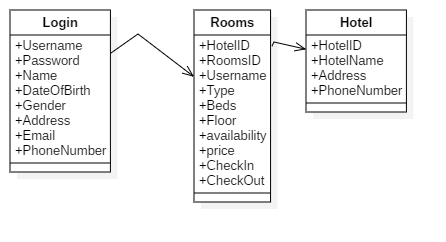 Login
+Username
+Password
+Name
+DateOfBirth
+Gender
+Address
+Email
+PhoneNumber
Rooms
+HotelID
+RoomsID
+Username
+Type
+Beds
+Floor
+availability
+price
+CheckIn
+CheckOut
Hotel
+HotelID
+HotelName
+Address
+PhoneNumber